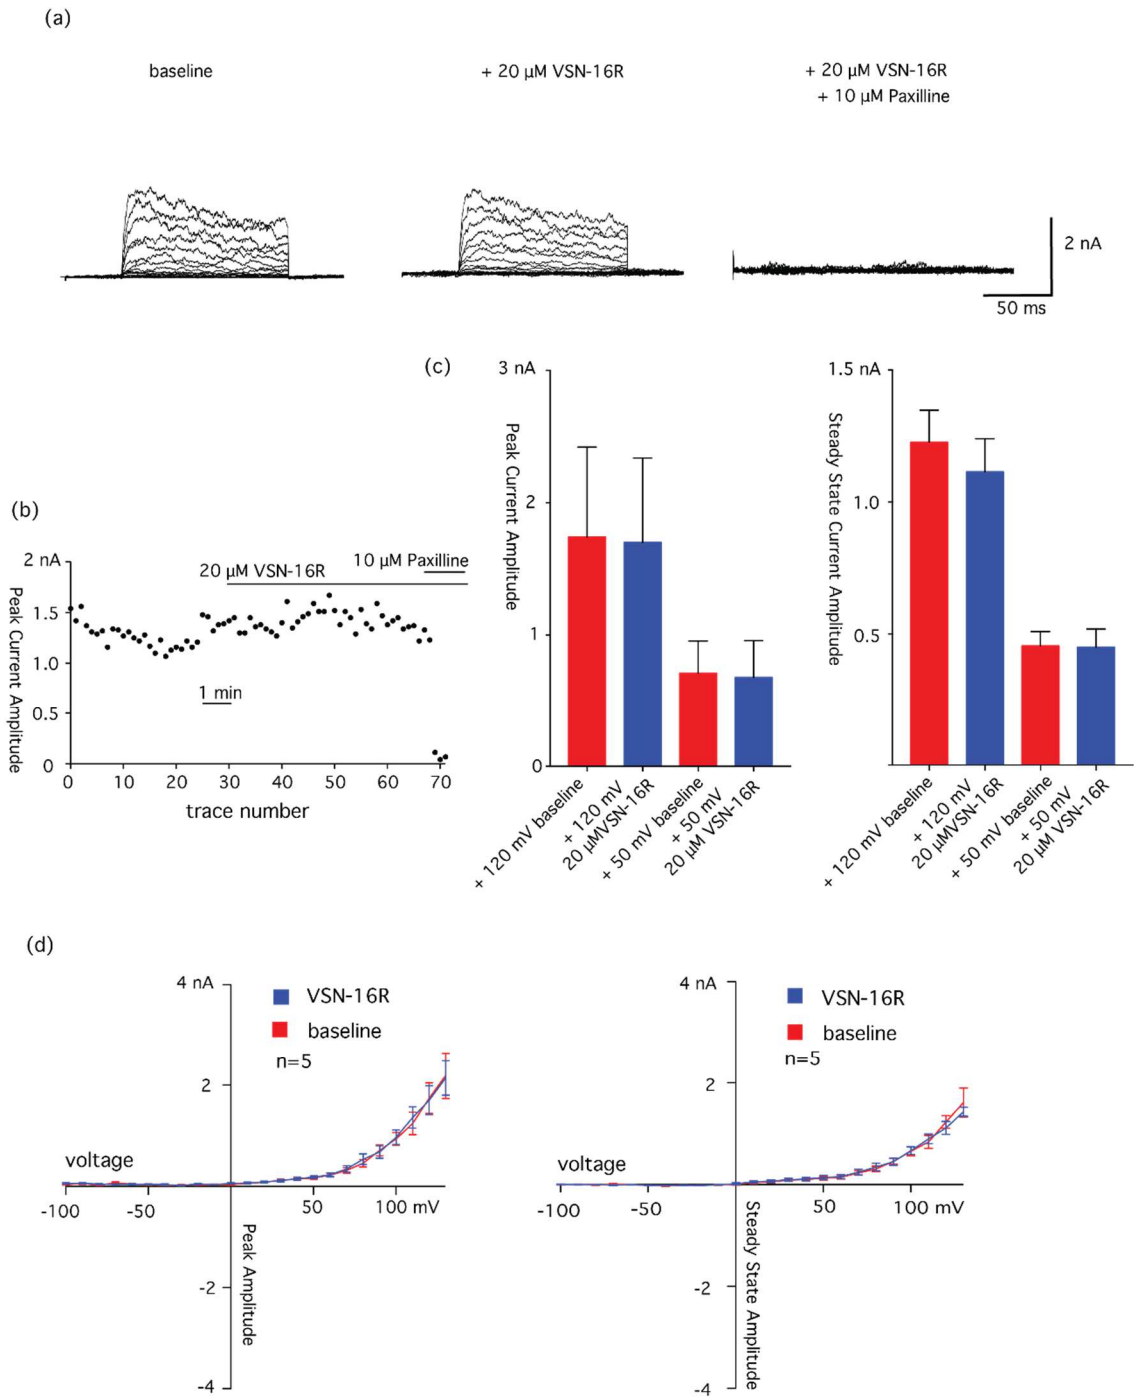 (a)
baseline
+ 20 µM VSN-16R
+ 20 µM VSN-16R
+ 10 µM Paxilline
2 nA
50 ms
(b)
2 nA
1.5
1.0
0.5
0
Peak Current Amplitude
20 µM VSN-16R
10 µM Paxilline
1 min
0
10
20
30
40
50
60
70
trace number
(c)
3 nA
2
1
0
Peak Current Amplitude
+ 120 mV baseline
+ 120 mV
20 µMVSN-16R
+ 50 mV baseline
+ 50 mV
20 µM VSN-16R
1.5 nA
1.0
0.5
Steady State Current Amplitude
+ 120 mV baseline
+ 120 mV
20 µMVSN-16R
+ 50 mV baseline
+ 50 mV
20 µM VSN-16R
(d)
4 nA
VSN-16R
baseline
n=5
2
voltage
-100
-50
50
100 mV
Peak Amplitude
-2
-4
4 nA
VSN-16R
baseline
n=5
2
voltage
-100
-50
50
100 mV
Steady State Amplitude
-2
-4